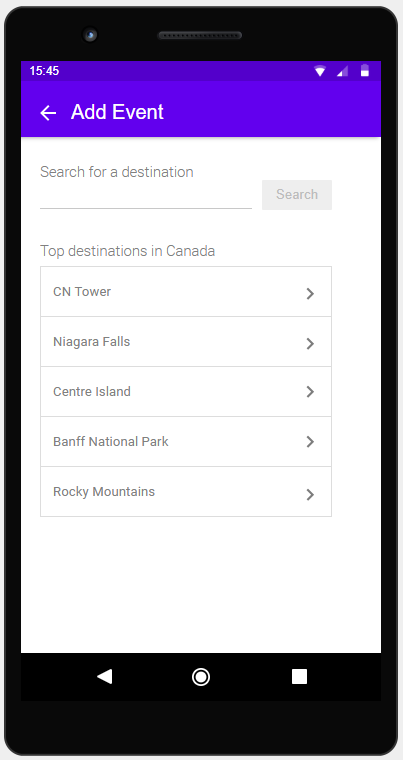 15:45
Add Event
Search for a destination
Search
Top destinations in Canada
CN Tower
Niagara Falls
Centre Island
Banff National Park
Rocky Mountains